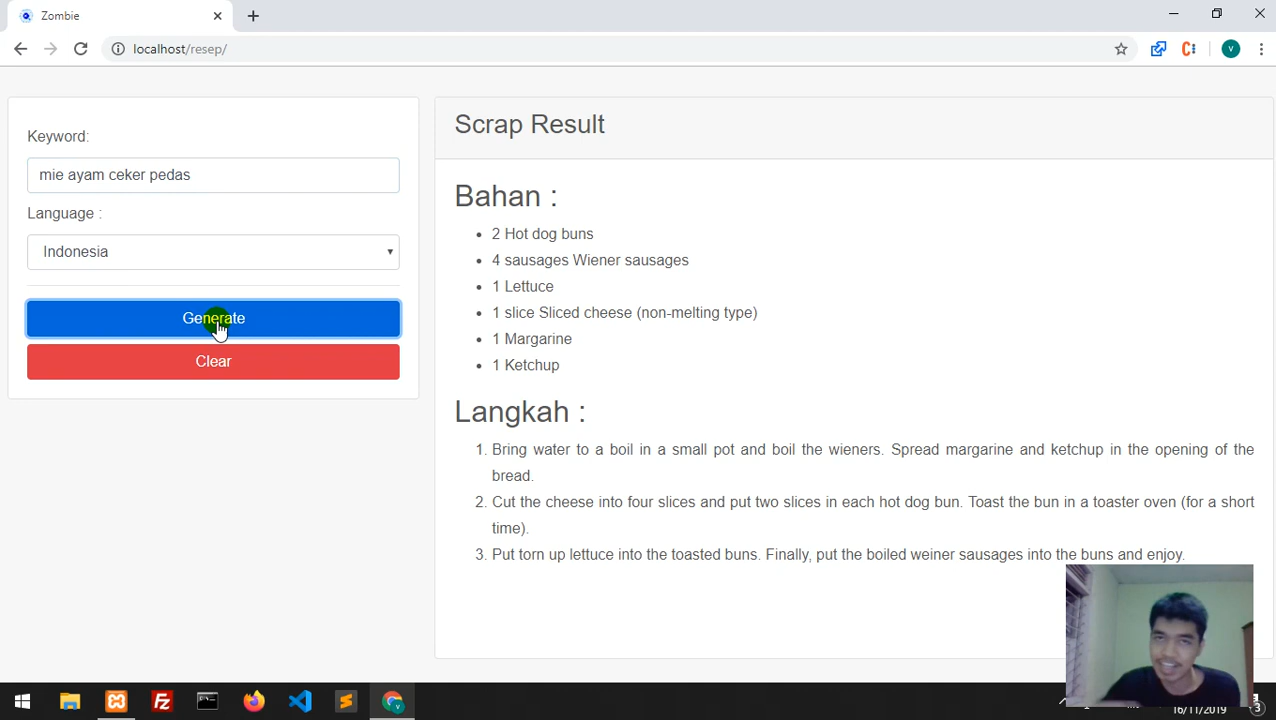 Zombie
localhost/resep/
V
Keyword:
mie ayam ceker pedas
Language :
Indonesia
Generate
Clear
Scrap Result
Bahan :
2 Hot dog buns
4 sausages Wiener sausages
1 Lettuce
1 slice Sliced cheese (non-melting type)
1 Margarine
1 Ketchup
Langkah :
1. Bring water to a boil in a small pot and boil the wieners. Spread margarine and ketchup in the opening of the
bread.
2. Cut the cheese into four slices and put two slices in each hot dog bun. Toast the bun in a toaster oven (for a short
time).
3. Put torn up lettuce into the toasted buns. Finally, put the boiled weiner sausages into the buns and enjoy.
16/11/2019
3